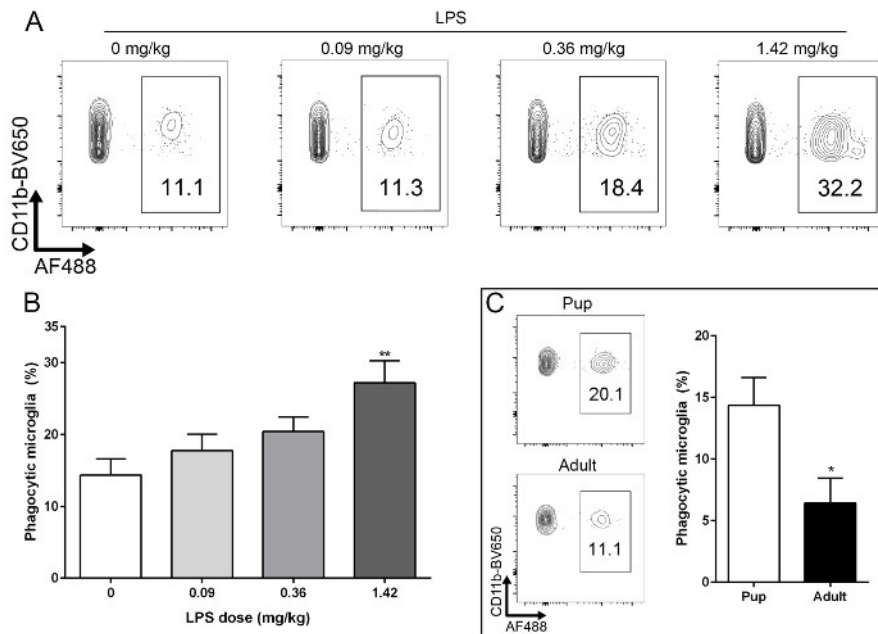 A
LPS
0 mg/kg 0.09 mg/kg 0.36 mg/kg 1.42 mg/kg
CD11b-BV650
11.1 11.3 18.4 32.2
AF488
B
Phagocytic microglia (%)
35
30
25
20
15
10
5
0
**
0 0.09 0.36 1.42
LPS dose (mg/kg)
C
Pup
20.1
Adult
11.1
CD11b-BV650
AF488
Phagocytic microglia (%)
20
15
10
5
0
*
Pup Adult